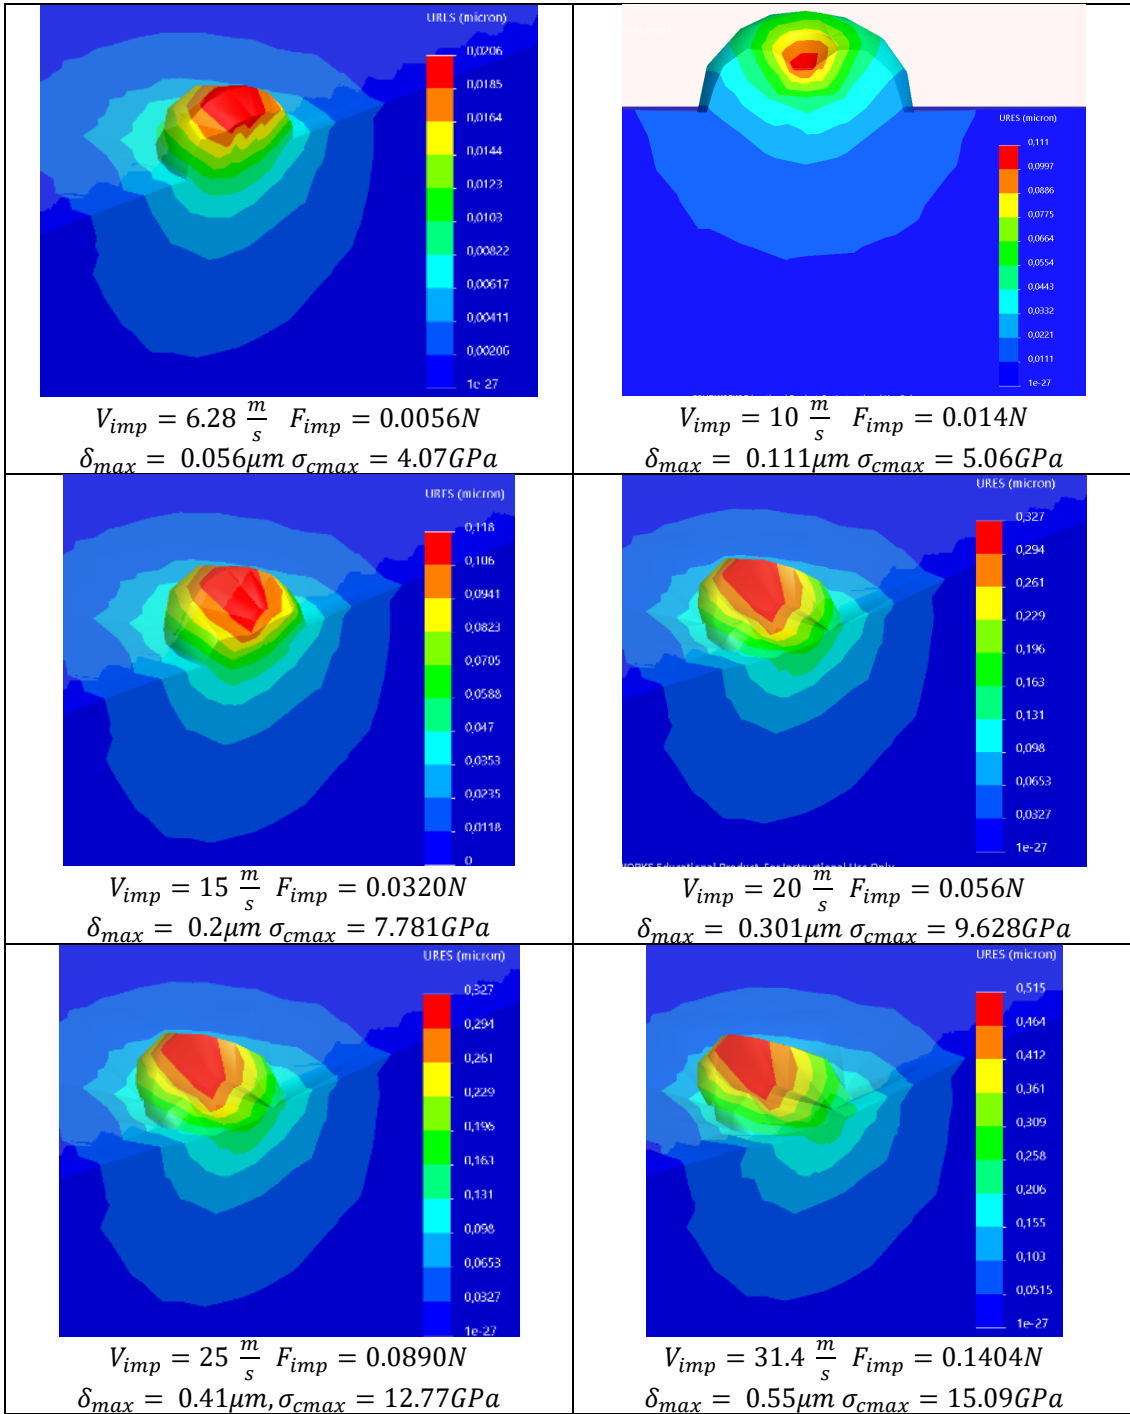 URES (micron)
0,0206
0,0185
0,0164
0,0144
0,0123
0,0103
0,00822
0,00617
0,00411
0,00206
1e-27
V_imp = 6.28 m/s F_imp = 0.0056N
δ_max = 0.056μm σ_cmax = 4.07GPa
URES (micron)
0,111
0,0997
0,0886
0,0775
0,0664
0,0554
0,0443
0,0332
0,0221
0,0111
1e-27
V_imp = 10 m/s F_imp = 0.014N
δ_max = 0.111μm σ_cmax = 5.06GPa
URES (micron)
0,118
0,106
0,0941
0,0823
0,0705
0,0588
0,047
0,0353
0,0235
0,0118
0
V_imp = 15 m/s F_imp = 0.0320N
δ_max = 0.2μm σ_cmax = 7.781GPa
URES (micron)
0,327
0,294
0,261
0,229
0,196
0,163
0,131
0,098
0,0653
0,0327
1e-27
WORKS Educational Product. For Instructional Use Only.
V_imp = 20 m/s F_imp = 0.056N
δ_max = 0.301μm σ_cmax = 9.628GPa
URES (micron)
0,327
0,294
0,261
0,229
0,196
0,163
0,131
0,098
0,0653
0,0327
1e-27
V_imp = 25 m/s F_imp = 0.0890N
δ_max = 0.41μm, σ_cmax = 12.77GPa
URES (micron)
0,515
0,464
0,412
0,361
0,309
0,258
0,206
0,155
0,103
0,0515
1e-27
V_imp = 31.4 m/s F_imp = 0.1404N
δ_max = 0.55μm σ_cmax = 15.09GPa